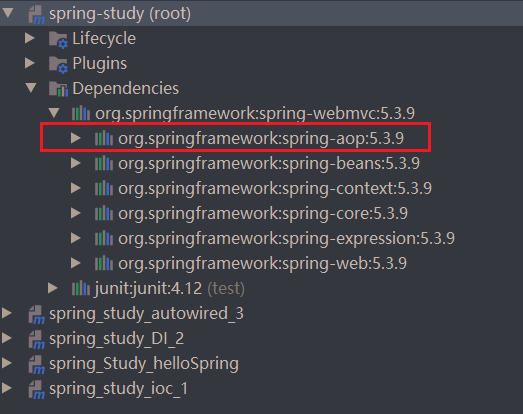 spring-study (root)
Lifecycle
Plugins
Dependencies
org.springframework:spring-webmvc:5.3.9
org.springframework:spring-aop:5.3.9
org.springframework:spring-beans:5.3.9
org.springframework:spring-context:5.3.9
org.springframework:spring-core:5.3.9
org.springframework:spring-expression:5.3.9
org.springframework:spring-web:5.3.9
junit:junit:4.12 (test)
spring_study_autowired_3
spring_study_DI_2
spring_Study_helloSpring
spring_study_ioc_1